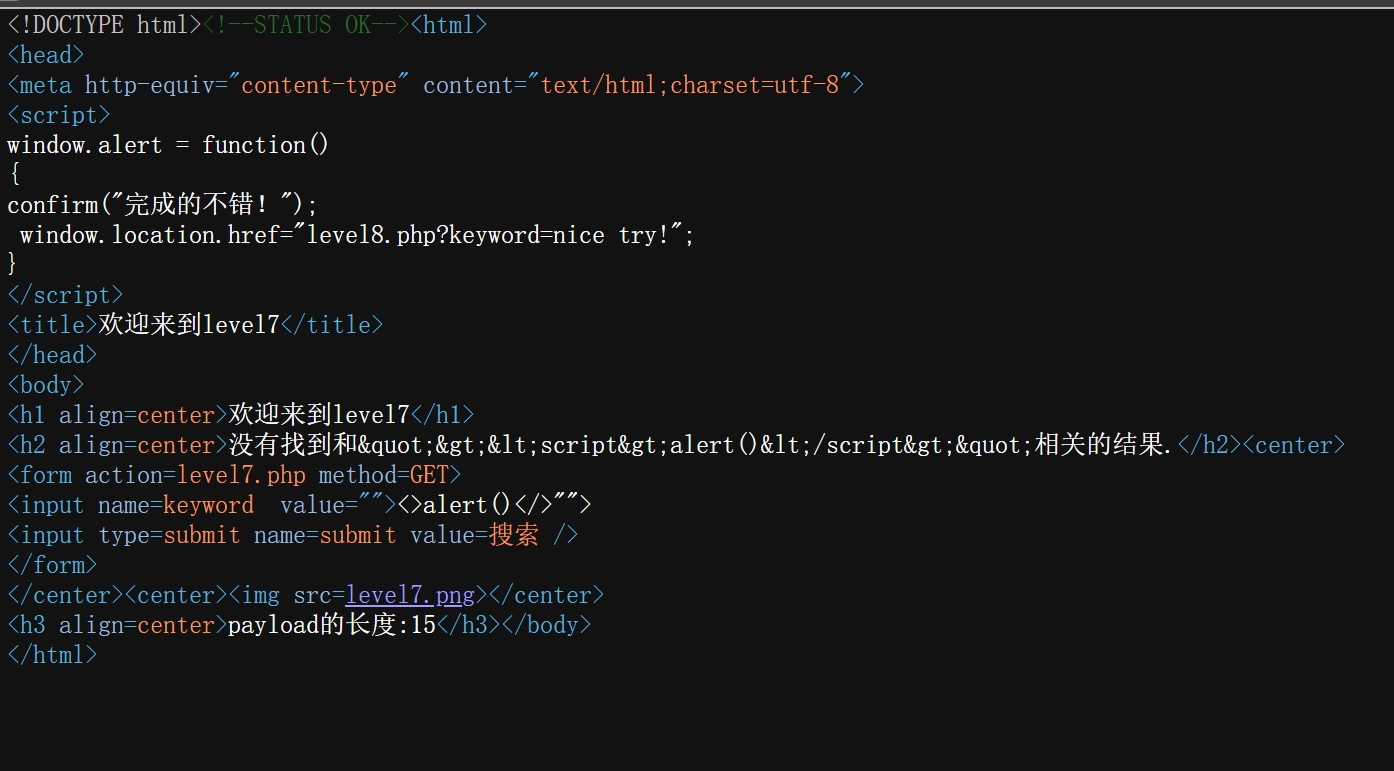 <!DOCTYPE html><!--STATUS OK--><html>
<head>
<meta http-equiv="content-type" content="text/html;charset=utf-8">
<script>
window.alert = function()
{
confirm("完成的不错！");
 window.location.href="level8.php?keyword=nice try!";
}
</script>
<title>欢迎来到level7</title>
</head>
<body>
<h1 align=center>欢迎来到level7</h1>
<h2 align=center>没有找到和&quot;&gt;&lt;script&gt;alert()&lt;/script&gt;&quot;相关的结果.</h2><center>
<form action=level7.php method=GET>
<input name=keyword  value=""><>alert()</>"">
<input type=submit name=submit value=搜索 />
</form>
</center><center><img src=level7.png></center>
<h3 align=center>payload的长度:15</h3></body>
</html>